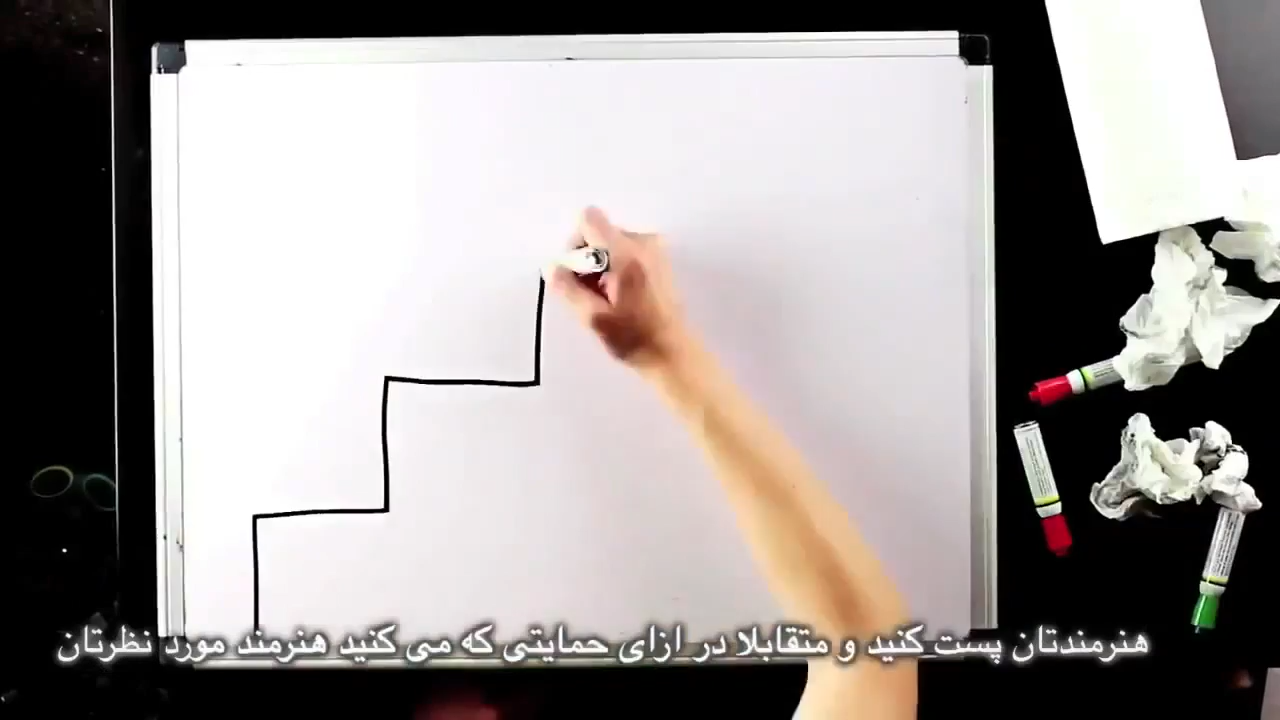 هنرمندتان پست کنید و متقابلا در ازای حمایتی که می کنید هنرمند مورد نظرتان